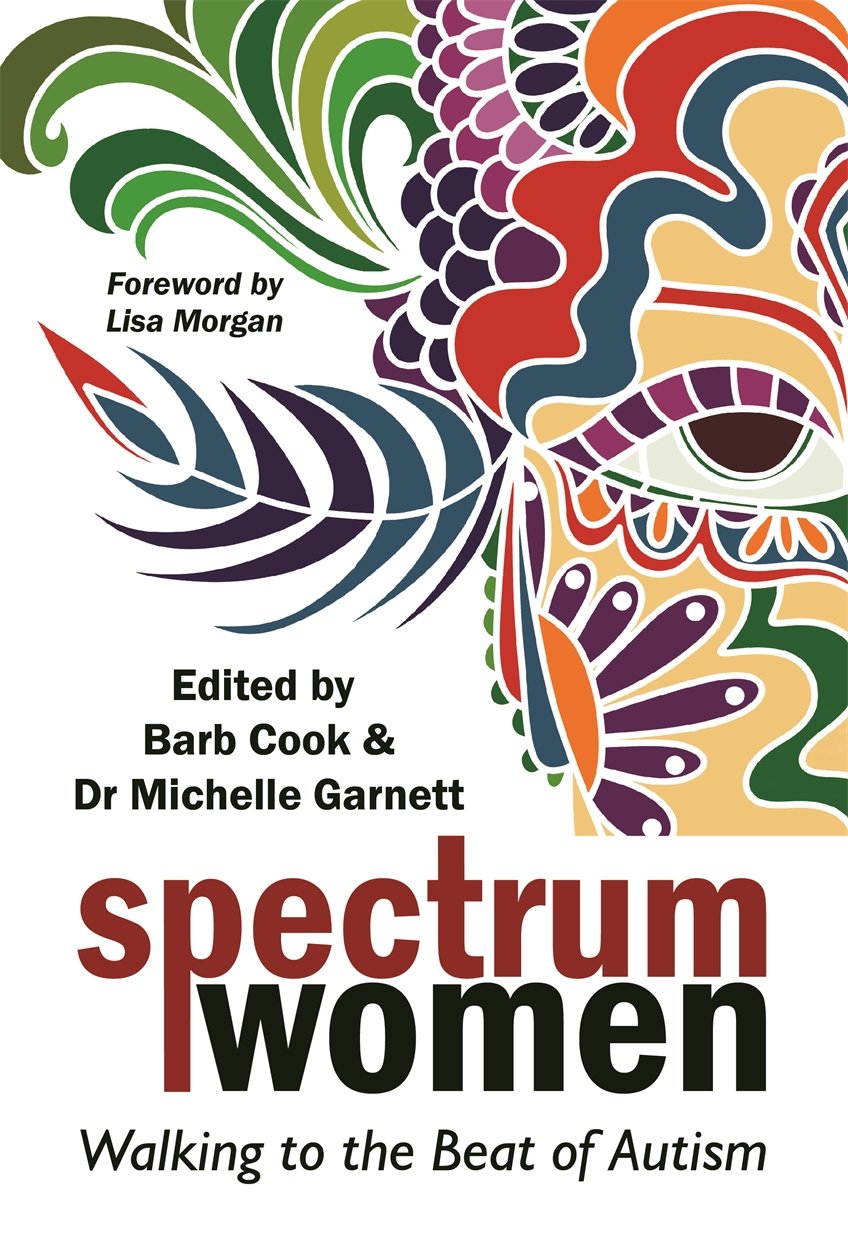 Foreword by
Lisa Morgan
Edited by
Barb Cook &
Dr Michelle Garnett
spectrum
women
Walking to the Beat of Autism